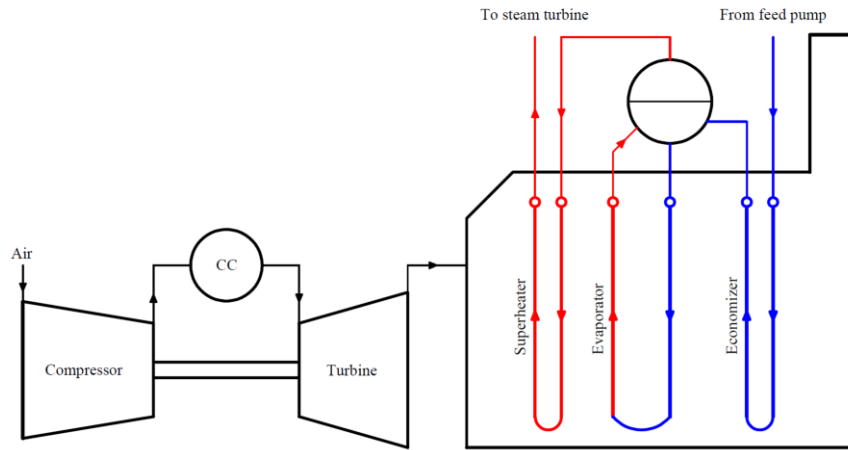 To steam turbine
From feed pump
Air
CC
Compressor
Turbine
Superheater
Evaporator
Economizer